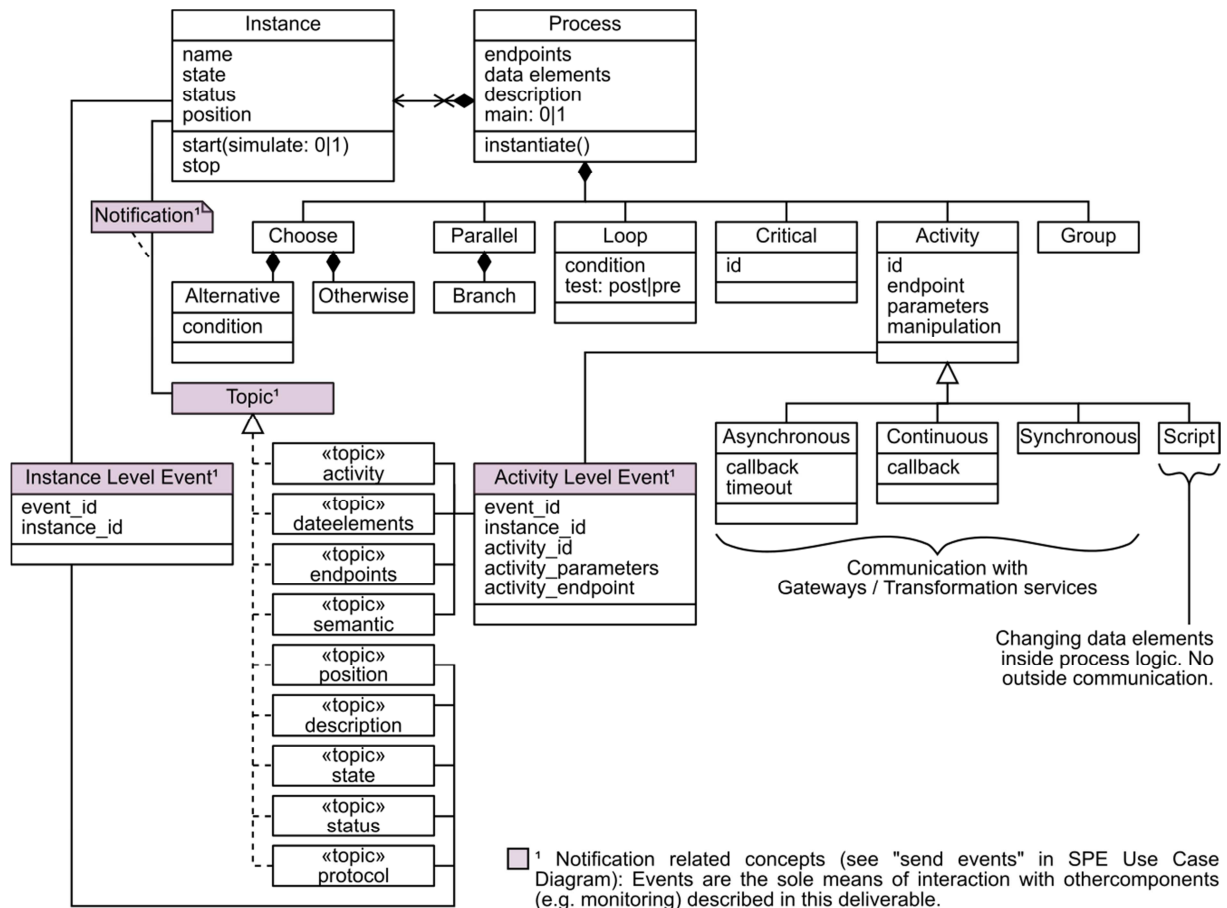 Instance
name
state
status
position
start(simulate: 0|1)
stop
Process
endpoints
data elements
description
main: 0|1
instantiate()
Notification¹
Choose
Parallel
Loop
condition
test: post|pre
Critical
id
Activity
id
endpoint
parameters
manipulation
Group
Alternative
condition
Otherwise
Branch
Topic¹
Asynchronous
callback
timeout
Continuous
callback
Synchronous
Script
Instance Level Event¹
event_id
instance_id
«topic»
activity
«topic»
dateelements
«topic»
endpoints
«topic»
semantic
«topic»
position
«topic»
description
«topic»
state
«topic»
status
«topic»
protocol
Activity Level Event¹
event_id
instance_id
activity_id
activity_parameters
activity_endpoint
Communication with
Gateways / Transformation services
Changing data elements
inside process logic. No
outside communication.
¹ Notification related concepts (see "send events" in SPE Use Case
Diagram): Events are the sole means of interaction with othercomponents
(e.g. monitoring) described in this deliverable.